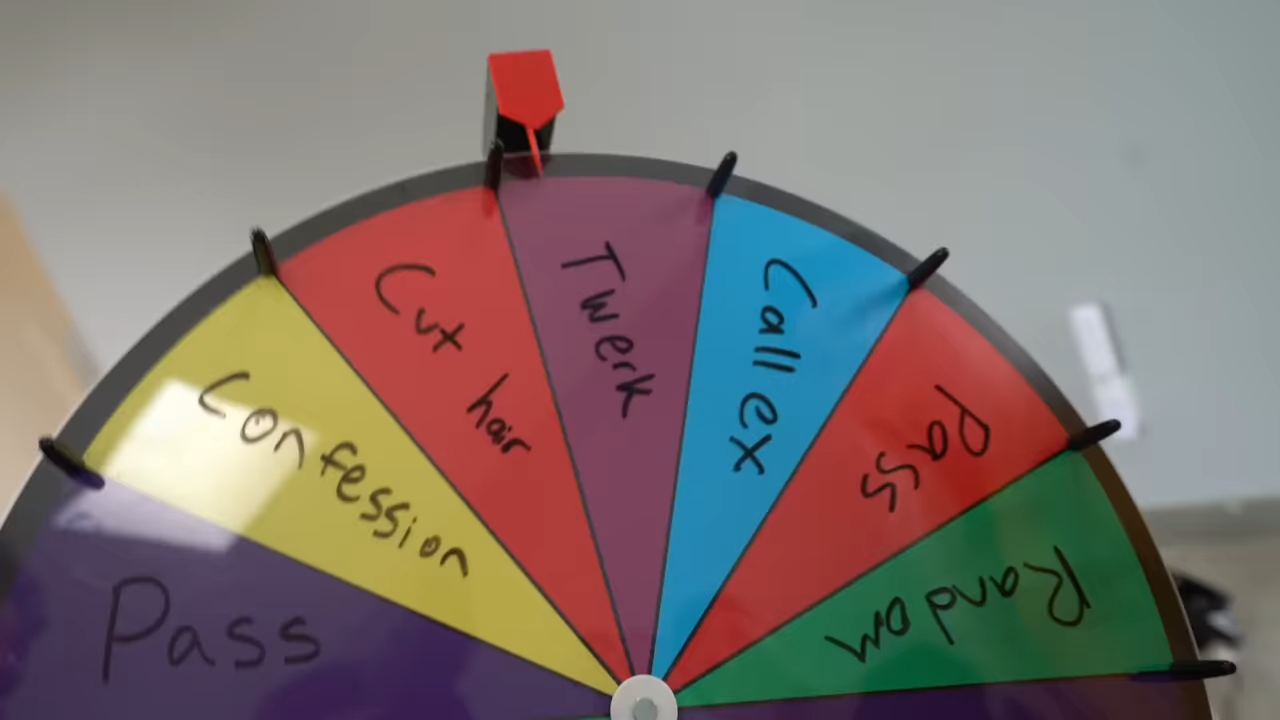 Pass
Confession
Cut hair
Twerk
Call ex
Pass
Random